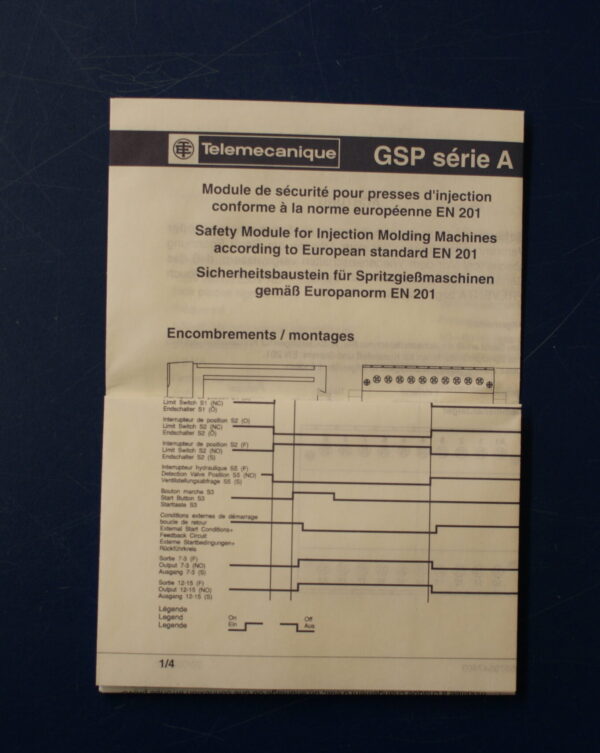 Telemecanique
GSP série A
Module de sécurité pour presses d'injection
conforme à la norme européenne EN 201
Safety Module for Injection Molding Machines
according to European standard EN 201
Sicherheitsbaustein für Spritzgießmaschinen
gemäß Europanorm EN 201
Encombrements / montages
Limit Switch S1 (NC)
Endschalter S1 (Ö)
Interrupteur de position S2 (O)
Limit Switch S2 (NC)
Endschalter S2 (Ö)
Interrupteur de position S2 (F)
Limit Switch S2 (NO)
Endschalter S2 (S)
Interrupteur hydraulique S5 (F)
Detection Valve Position S5 (NO)
Ventilstellungsabfrage S5 (S)
Bouton marche S3
Start Button S3
Starttaste S3
Conditions externes de démarrage
boucle de retour
External Start Conditions+
Feedback Circuit
Externe Startbedingungen+
Rückführkreis
Sortie 7-3 (F)
Output 7-3 (NO)
Ausgang 7-3 (S)
Sortie 12-15 (F)
Output 12-15 (NO)
Ausgang 12-15 (S)
Légende
Legend
Legende
On
Ein
Off
Aus
1/4